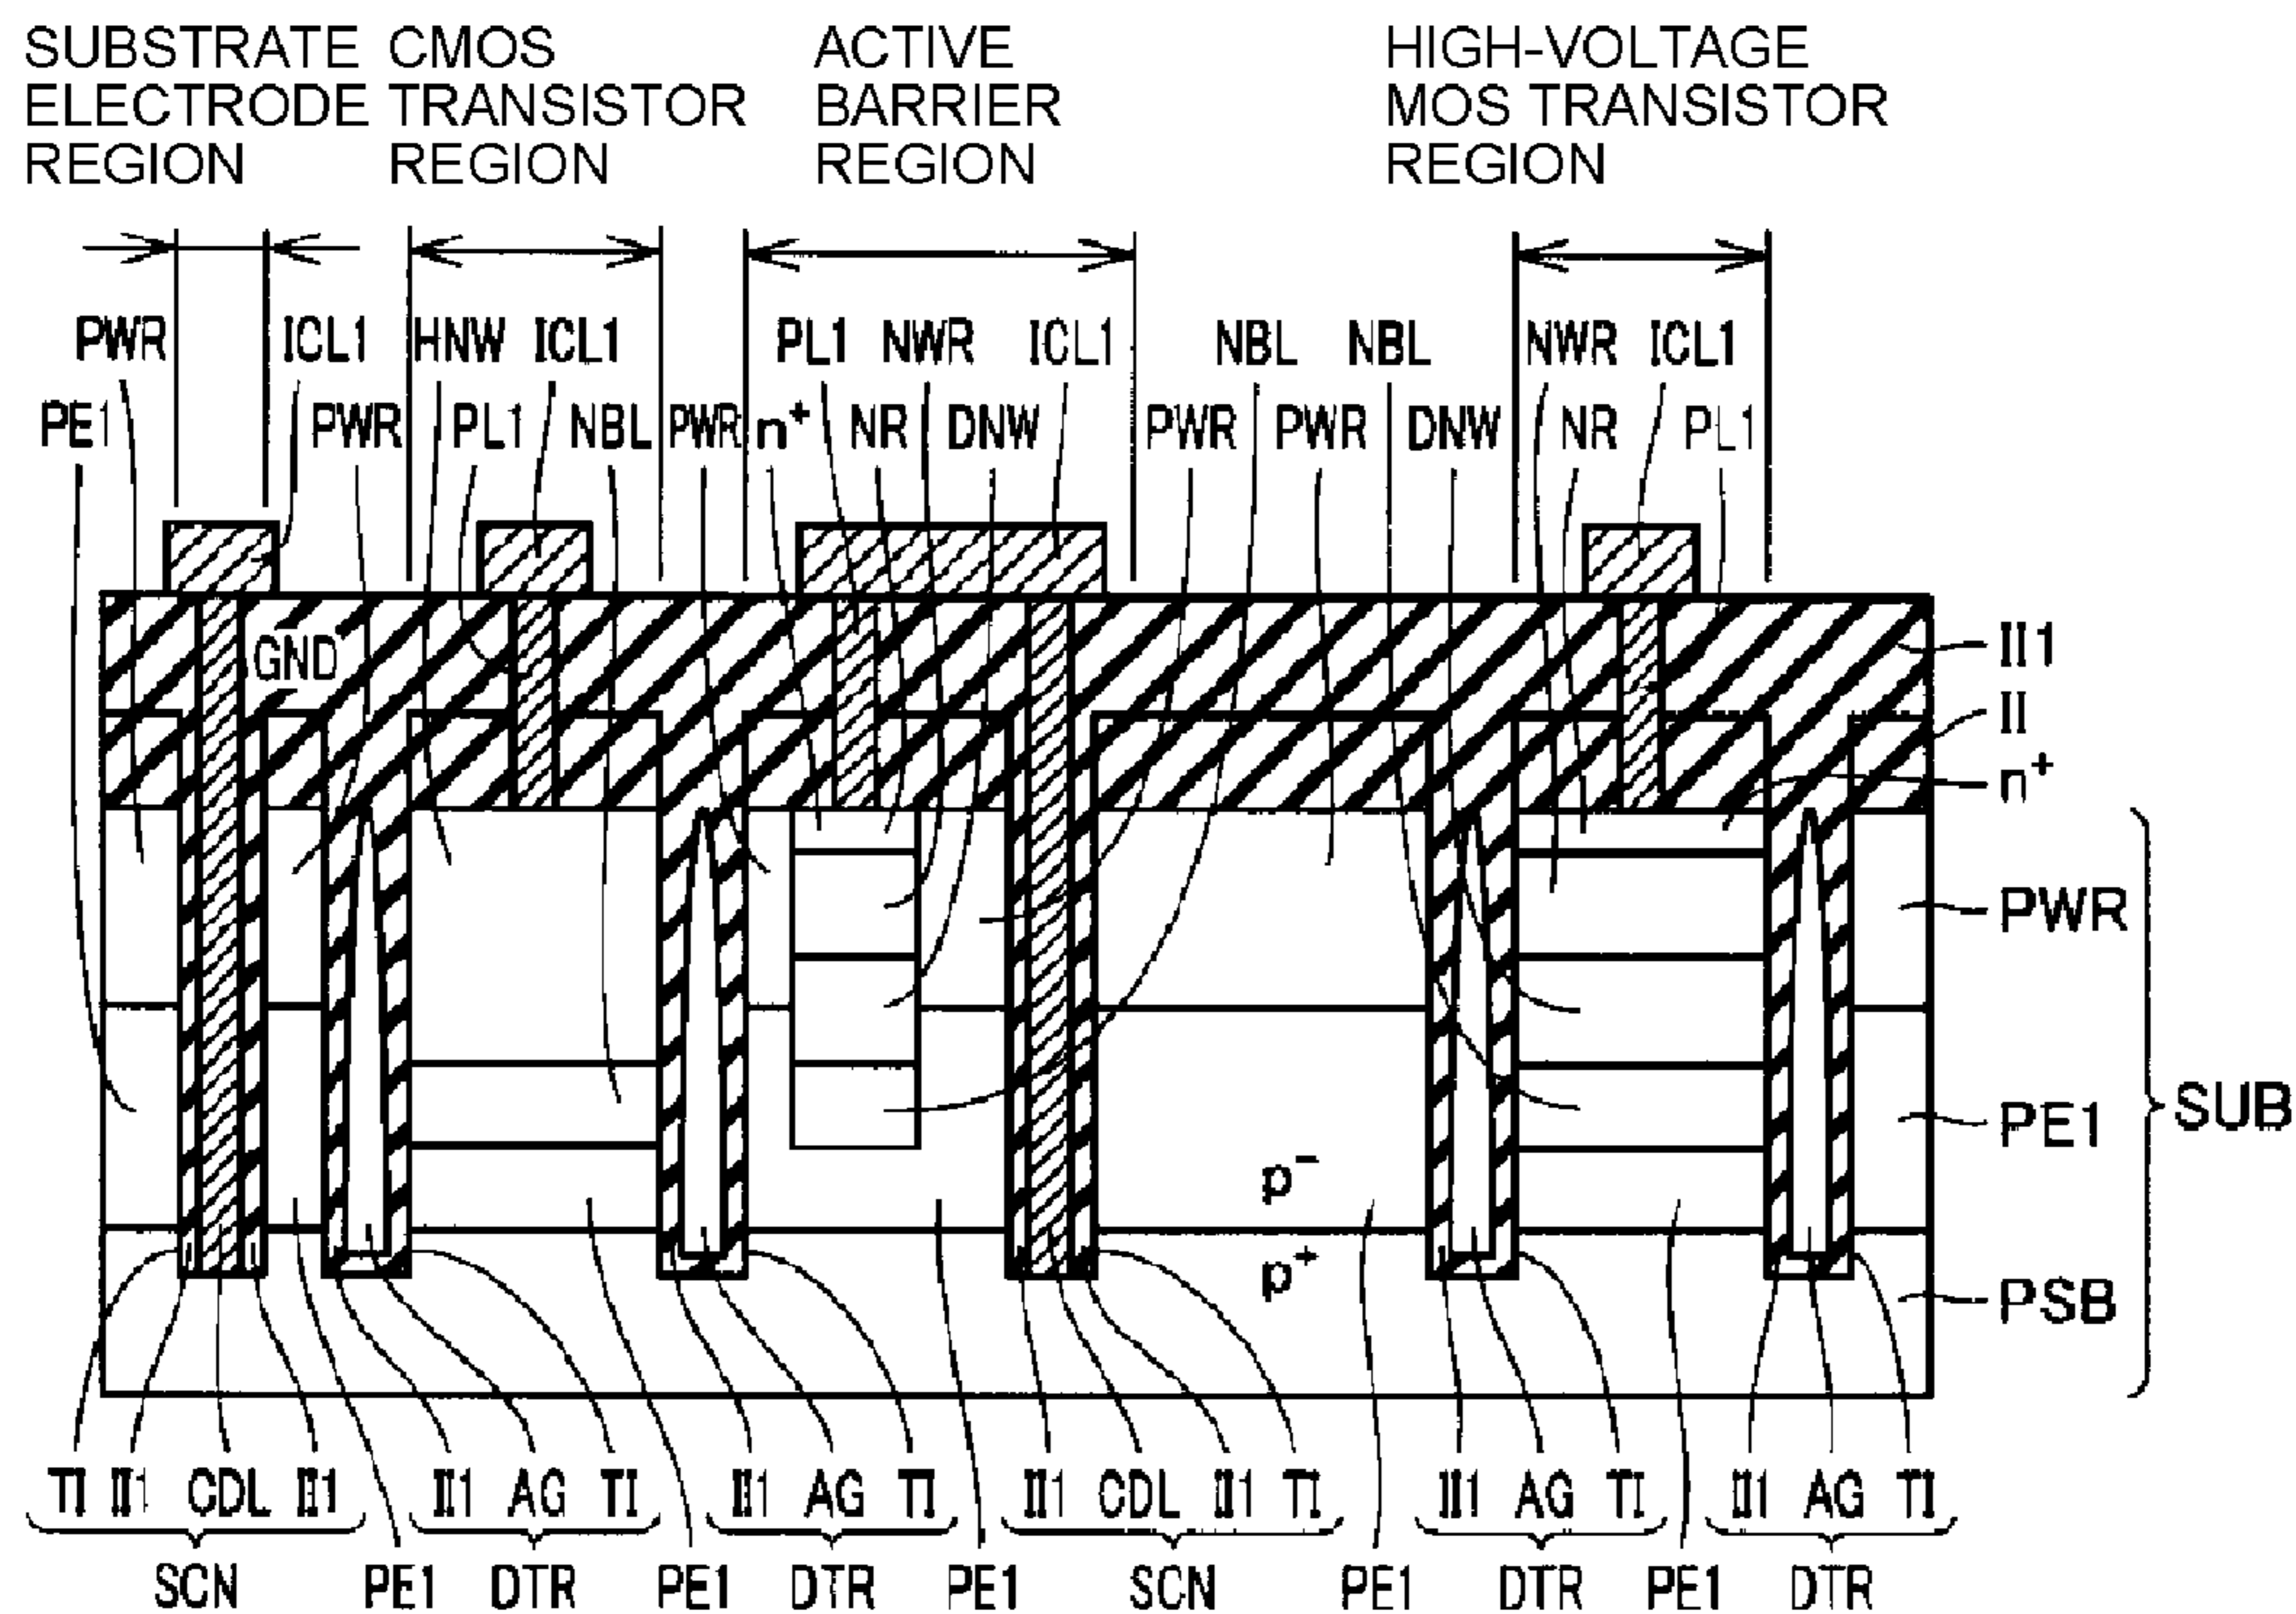 SUBSTRATE ELECTRODE REGION
CMOS TRANSISTOR REGION
ACTIVE BARRIER REGION
HIGH-VOLTAGE MOS TRANSISTOR REGION
PWR ICL1 HNW ICL1 PL1 NWR ICL1 NBL NBL NWR ICL1
PE1 PWR PL1 NBL PWR n+ NR DNW PWR PWR DNW NR PL1
GND
II1
II
n+
PWR
PE1
SUB
p-
p+
PSB
TI II1 CDL II1 II1 AG TI II1 AG TI II1 CDL II1 TI II1 AG TI II1 AG TI
SCN PE1 DTR PE1 DTR PE1 SCN PE1 DTR PE1 DTR